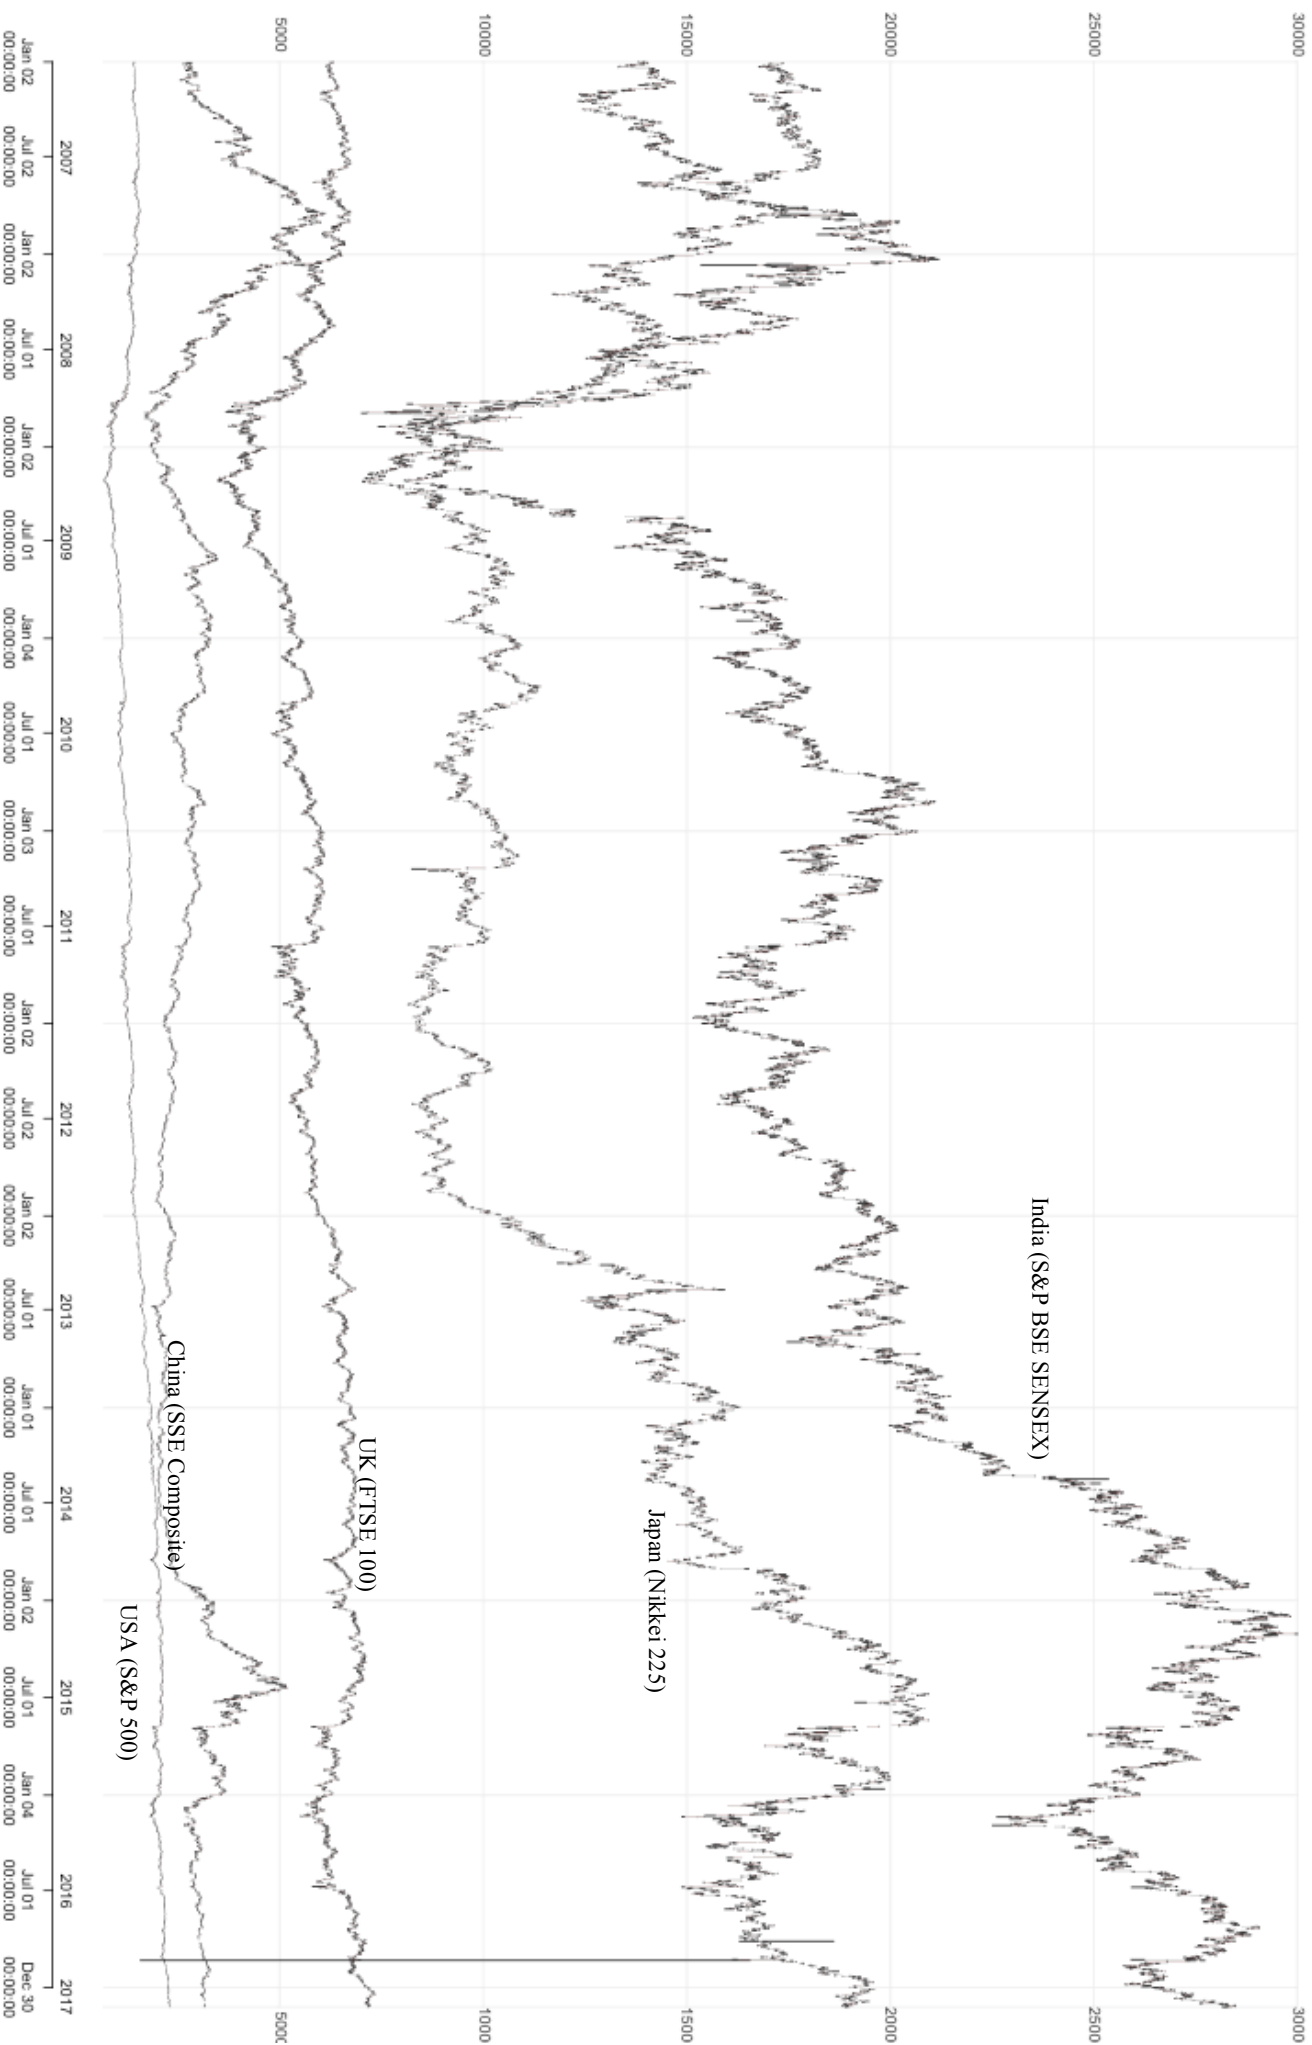 30000
3000
25000
2500
India (S&P BSE SENSEX)
20000
2000
15000
1500
Japan (Nikkei 225)
10000
1000
UK (FTSE 100)
5000
5000
China (SSE Composite)
USA (S&P 500)
2007 2008 2009 2010 2011 2012 2013 2014 2015 2016 2017
Jan 02 Jul 02 Jan 02 Jul 01 Jan 02 Jul 01 Jan 04 Jul 01 Jan 03 Jul 01 Jan 02 Jul 02 Jan 02 Jul 01 Jan 01 Jul 01 Jan 02 Jul 01 Jan 04 Jul 01 Dec 30
00:00:00 00:00:00 00:00:00 00:00:00 00:00:00 00:00:00 00:00:00 00:00:00 00:00:00 00:00:00 00:00:00 00:00:00 00:00:00 00:00:00 00:00:00 00:00:00 00:00:00 00:00:00 00:00:00 00:00:00 00:00:00